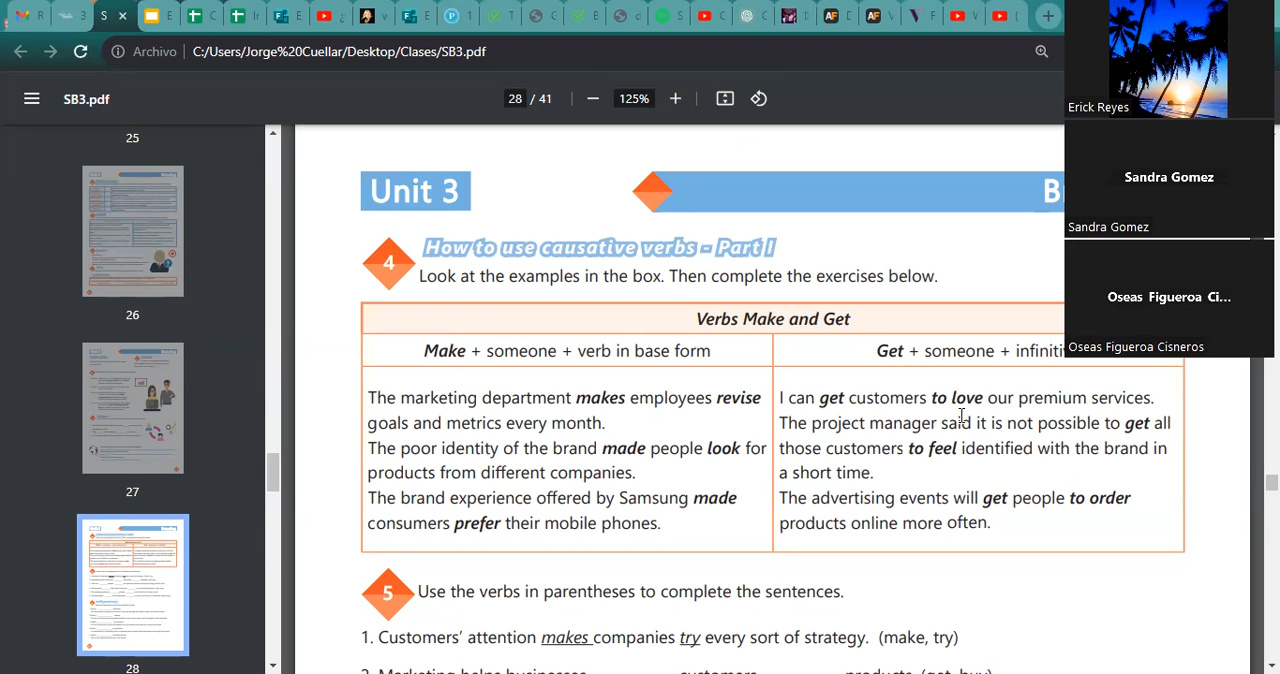 Archivo
C:/Users/Jorge%20Cuellar/Desktop/Clases/SB3.pdf
SB3.pdf
28 / 41
125%
25
26
27
28
Unit 3
B
4
How to use causative verbs - Part I
Look at the examples in the box. Then complete the exercises below.
Verbs Make and Get
Make + someone + verb in base form
Get + someone +
The marketing department makes employees revise
goals and metrics every month.
The poor identity of the brand made people look for
products from different companies.
The brand experience offered by Samsung made
consumers prefer their mobile phones.
I can get customers to love our premium services.
The project manager said it is not possible to get all
those customers to feel identified with the brand in
a short time.
The advertising events will get people to order
products online more often.
5
Use the verbs in parentheses to complete the sentences.
1. Customers' attention makes companies try every sort of strategy. (make, try)
2. Marketing helps businesses customers products. (get, buy)
Erick Reyes
Sandra Gomez
Sandra Gomez
Oseas Figueroa Ci...
Oseas Figueroa Cisneros